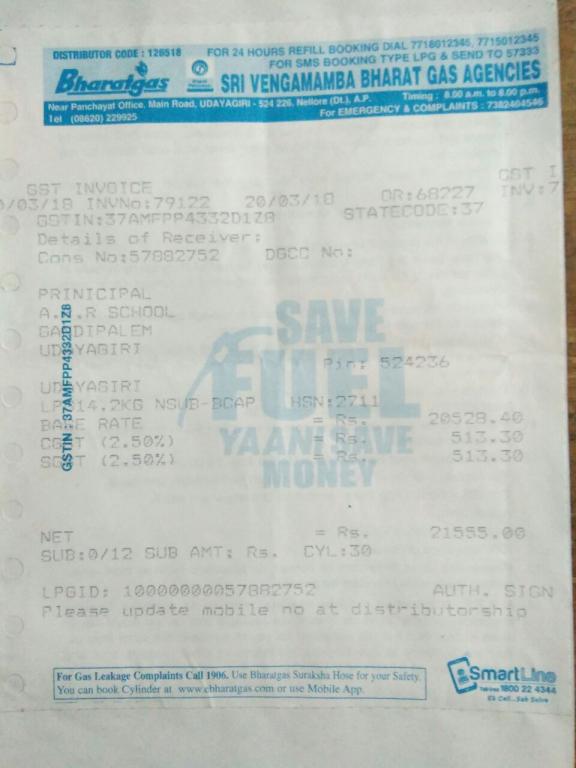 DISTRIBUTOR CODE : 126518
FOR 24 HOURS REFILL BOOKING DIAL 7718012345, 7715012345
FOR SMS BOOKING TYPE LPG & SEND TO 57333
Bharatgas
SRI VENGAMAMBA BHARAT GAS AGENCIES
Near Panchayat Office, Main Road, UDAYAGIRI - 524 226, Nellore (Dt.), A.P.
Timing : 8.00 a.m. to 8.00 p.m.
Tel (08620) 229925
For EMERGENCY & COMPLAINTS : 7382464546
GST INVOICE
GST I
0/03/18 INVNo:79122 20/03/18 OR:68227 INV:7
GSTIN:37AMFPP4332D1Z8 STATECODE:37
Details of Receiver:
Cons No:57882752 DGCC No:
PRINICIPAL
A.M.R SCHOOL
GANDIPALEM
UDAYAGIRI
Pin: 524236
UDAYAGIRI
LPG14.2KG NSUB-BCAP HSN:2711
BASE RATE = Rs. 20528.40
CGST (2.50%) = Rs. 513.30
SGST (2.50%) = Rs. 513.30
GSTIN : 37AMFPP4332D1Z8
SAVE
FUEL
YAANI SAVE
MONEY
NET = Rs. 21555.00
SUB:0/12 SUB AMT: Rs. CYL:30
LPGID: 10000000057882752 AUTH. SIGN
Please update mobile no at distributorship
For Gas Leakage Complaints Call 1906. Use Bharatgas Suraksha Hose for your Safety.
You can book Cylinder at www.ebharatgas.com or use Mobile App.
SmartLine
1800 22 4344
Ek Call...Sab Solve